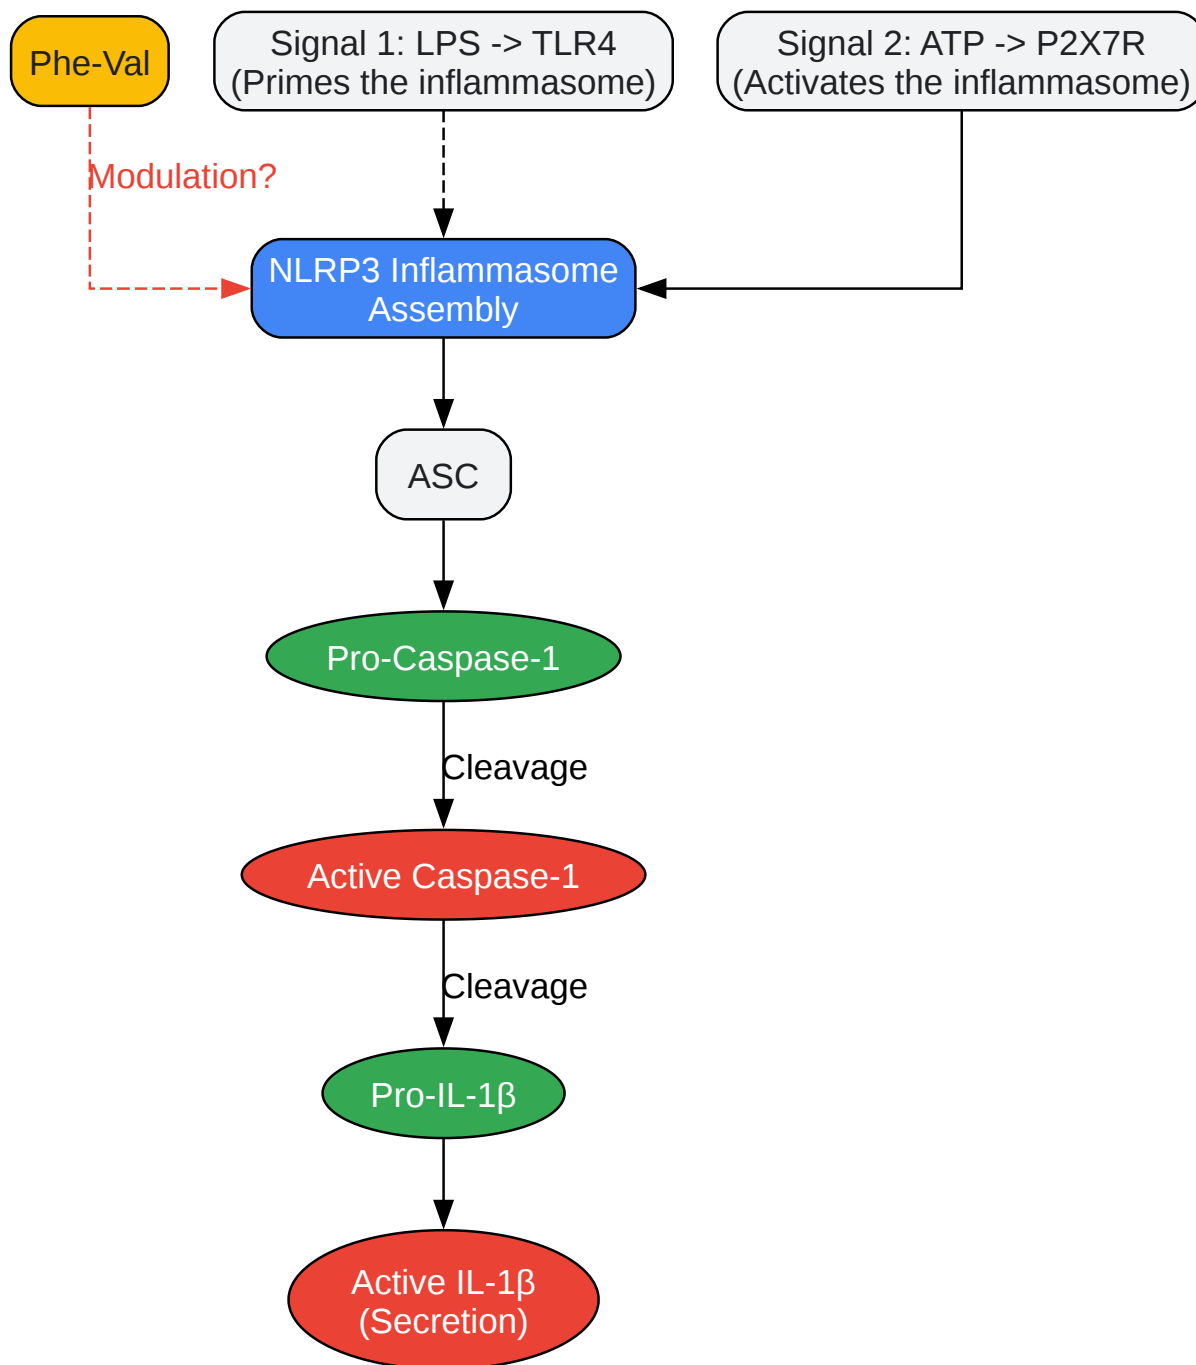 Phe-Val
Signal 1: LPS -> TLR4
(Primes the inflammasome)
Signal 2: ATP -> P2X7R
(Activates the inflammasome)
Modulation?
NLRP3 Inflammasome
Assembly
ASC
Pro-Caspase-1
Cleavage
Active Caspase-1
Cleavage
Pro-IL-1β
Active IL-1β
(Secretion)